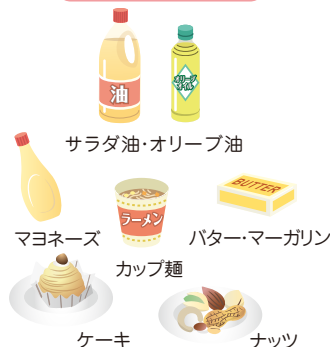 油
オリーブ
オイル
サラダ油・オリーブ油
ラーメン
BUTTER
マヨネーズ
バター・マーガリン
カップ麺
ケーキ
ナッツ